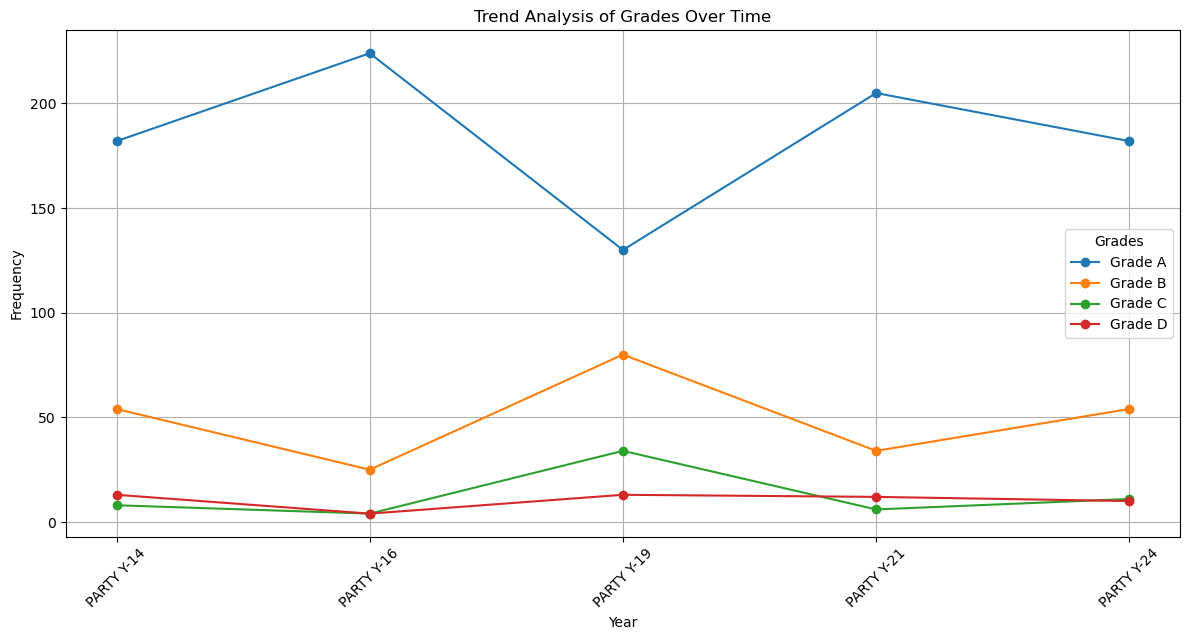 Trend Analysis of Grades Over Time
Frequency
200
150
100
50
0
Grades
Grade A
Grade B
Grade C
Grade D
PARTY Y-14
PARTY Y-16
PARTY Y-19
PARTY Y-21
PARTY Y-24
Year